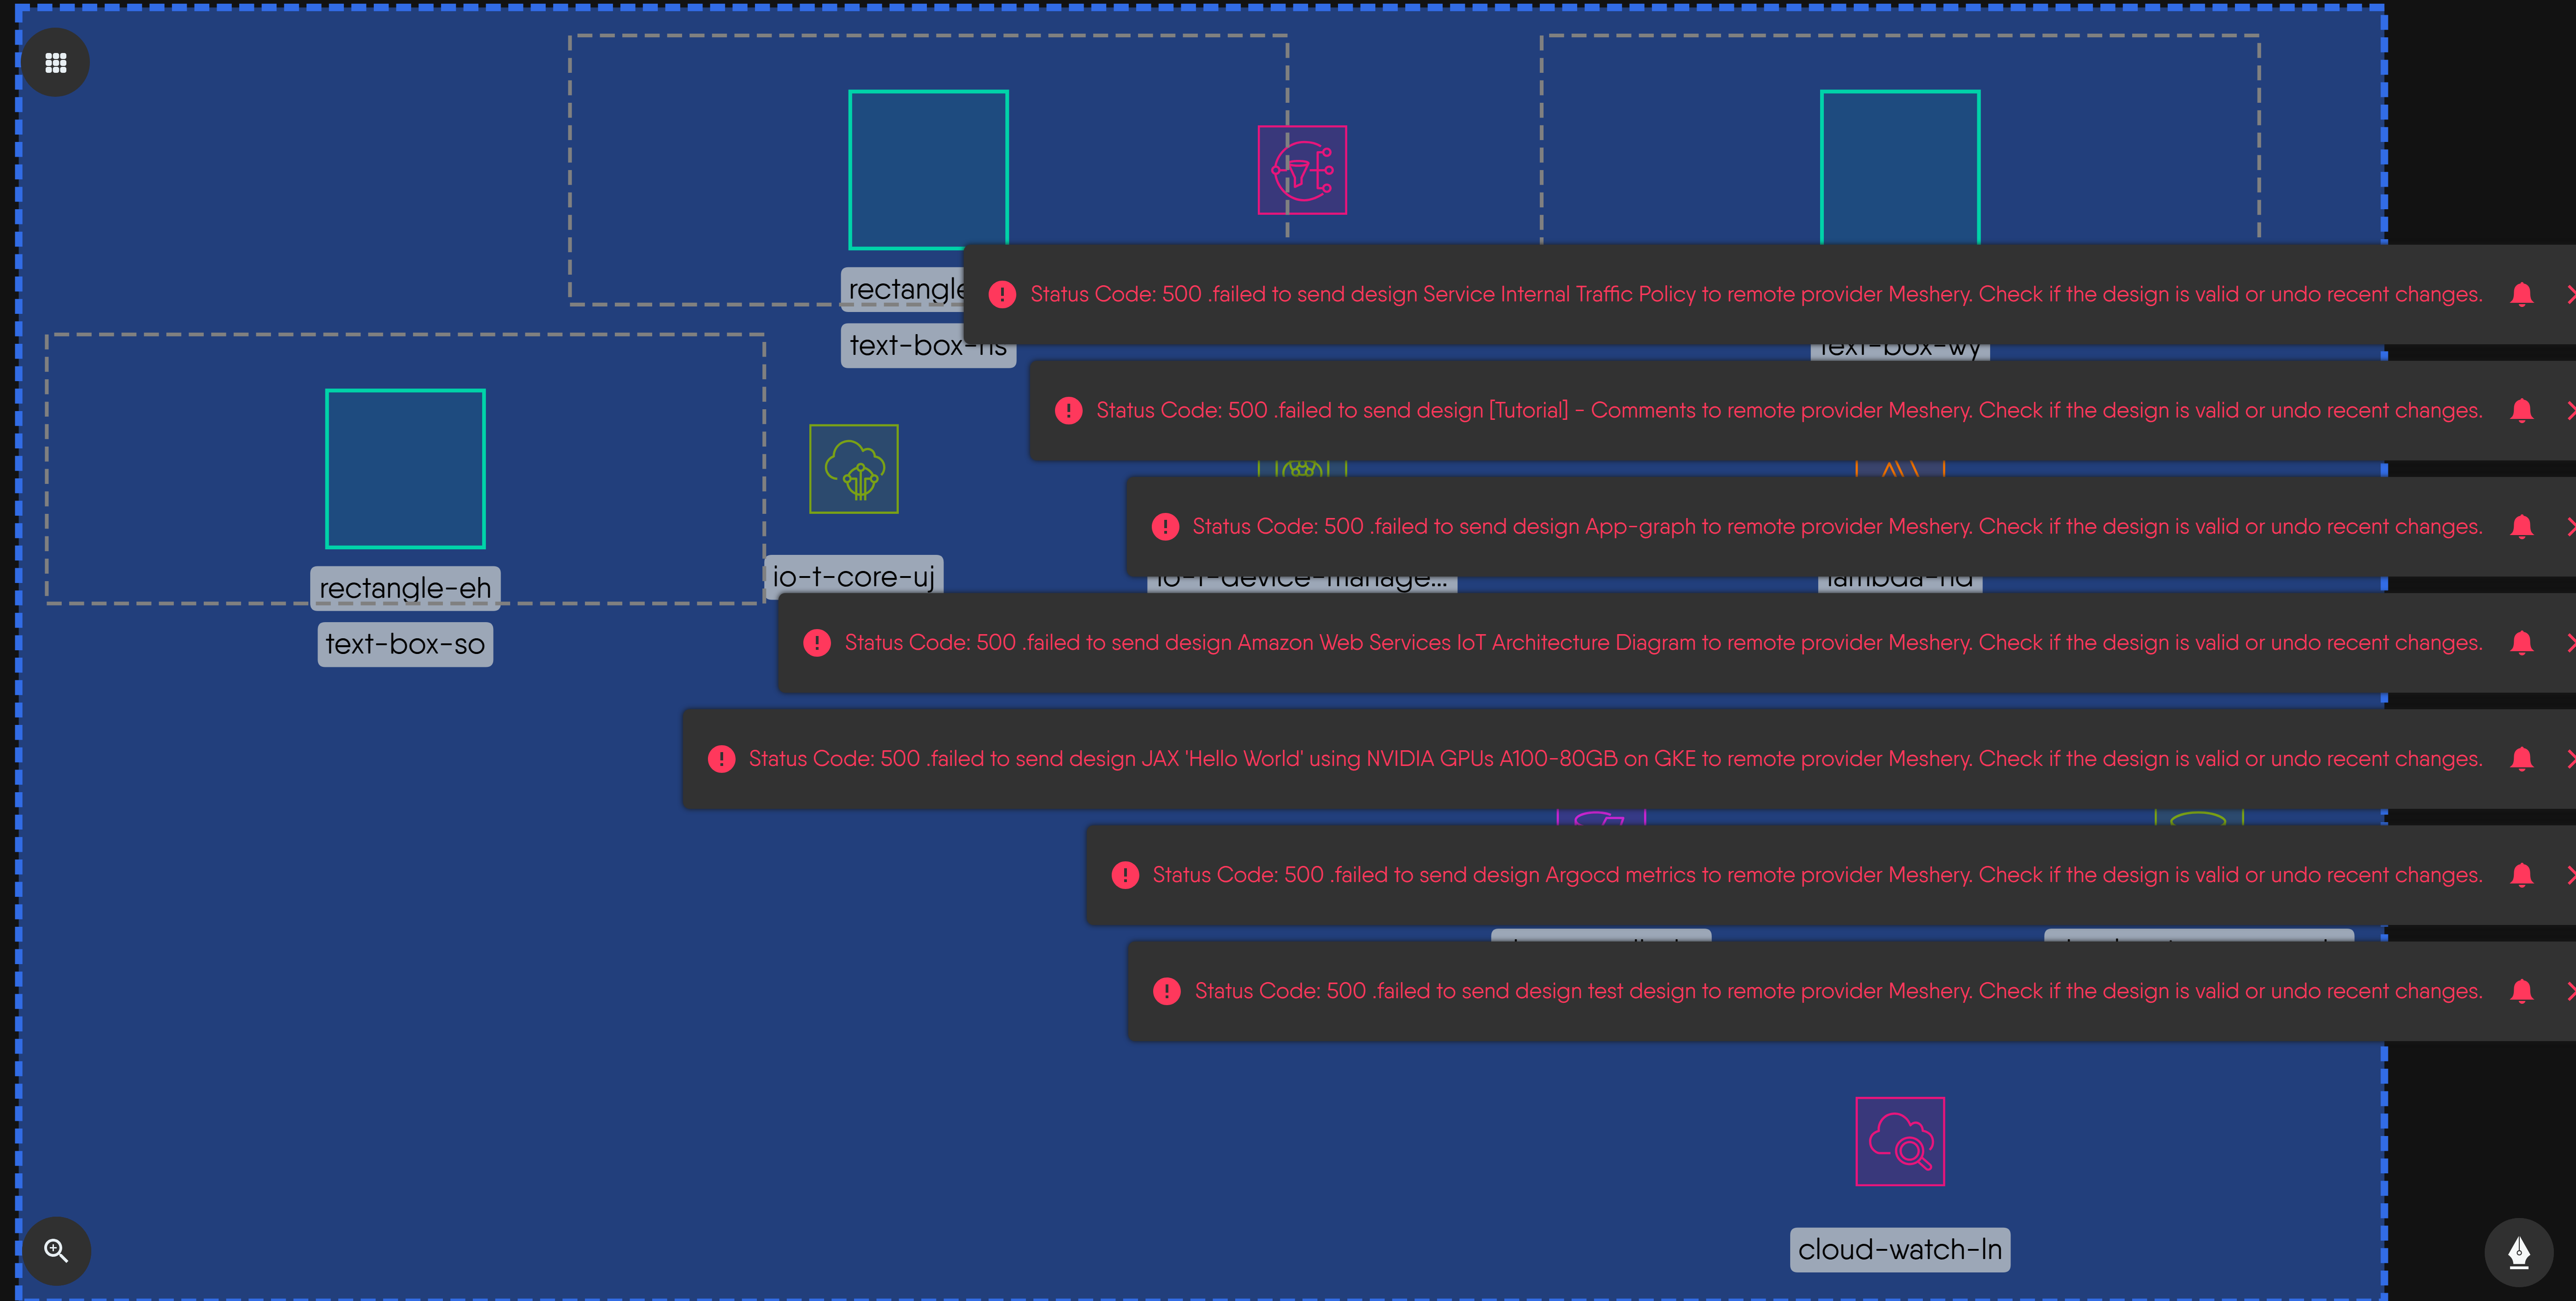 rectangle
Status Code: 500 .failed to send design Service Internal Traffic Policy to remote provider Meshery. Check if the design is valid or undo recent changes.
text-box-ns
text-box-wy
Status Code: 500 .failed to send design [Tutorial] - Comments to remote provider Meshery. Check if the design is valid or undo recent changes.
Status Code: 500 .failed to send design App-graph to remote provider Meshery. Check if the design is valid or undo recent changes.
rectangle-eh
io-t-core-uj
io-t-device-manage...
text-box-so
Status Code: 500 .failed to send design Amazon Web Services IoT Architecture Diagram to remote provider Meshery. Check if the design is valid or undo recent changes.
Status Code: 500 .failed to send design JAX 'Hello World' using NVIDIA GPUs A100-80GB on GKE to remote provider Meshery. Check if the design is valid or undo recent changes.
Status Code: 500 .failed to send design Argocd metrics to remote provider Meshery. Check if the design is valid or undo recent changes.
Status Code: 500 .failed to send design test design to remote provider Meshery. Check if the design is valid or undo recent changes.
cloud-watch-ln